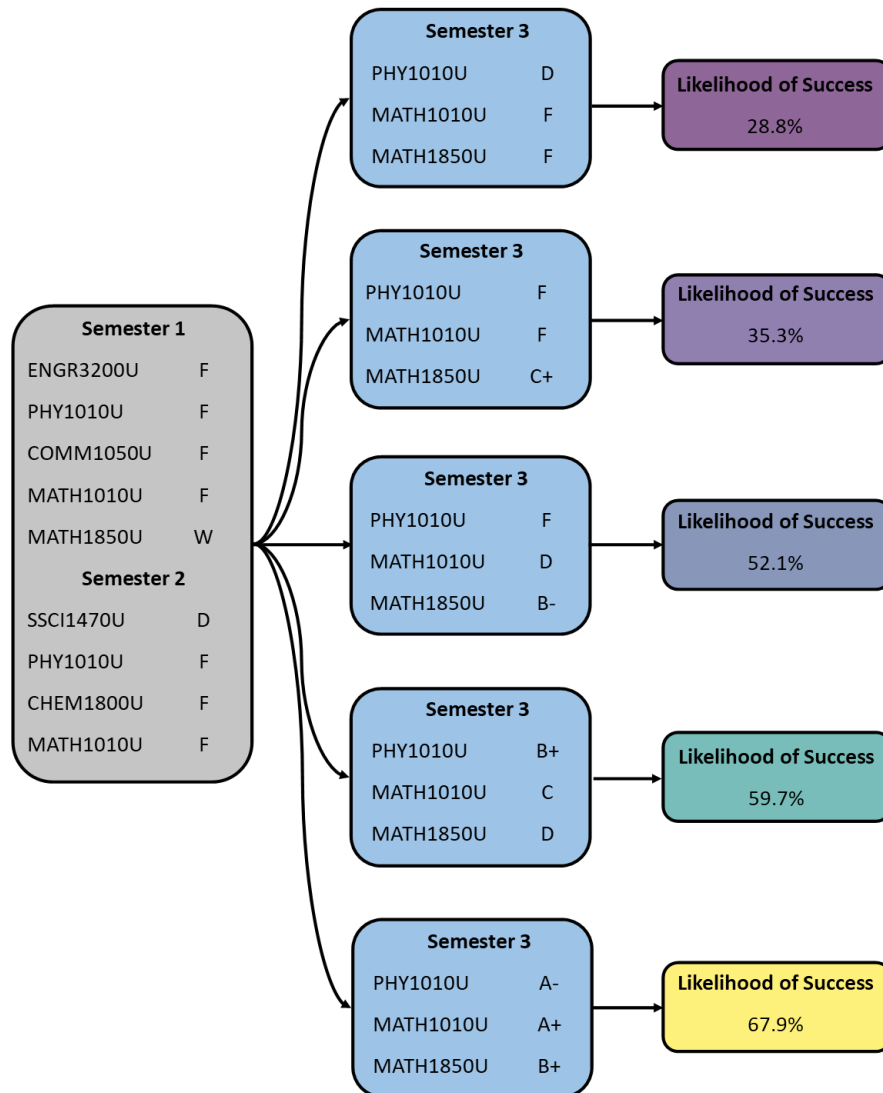 Semester 1
ENGR3200U F
PHY1010U F
COMM1050U F
MATH1010U F
MATH1850U W
Semester 2
SSCI1470U D
PHY1010U F
CHEM1800U F
MATH1010U F
Semester 3
PHY1010U D
MATH1010U F
MATH1850U F
Likelihood of Success
28.8%
Semester 3
PHY1010U F
MATH1010U F
MATH1850U C+
Likelihood of Success
35.3%
Semester 3
PHY1010U F
MATH1010U D
MATH1850U B-
Likelihood of Success
52.1%
Semester 3
PHY1010U B+
MATH1010U C
MATH1850U D
Likelihood of Success
59.7%
Semester 3
PHY1010U A-
MATH1010U A+
MATH1850U B+
Likelihood of Success
67.9%